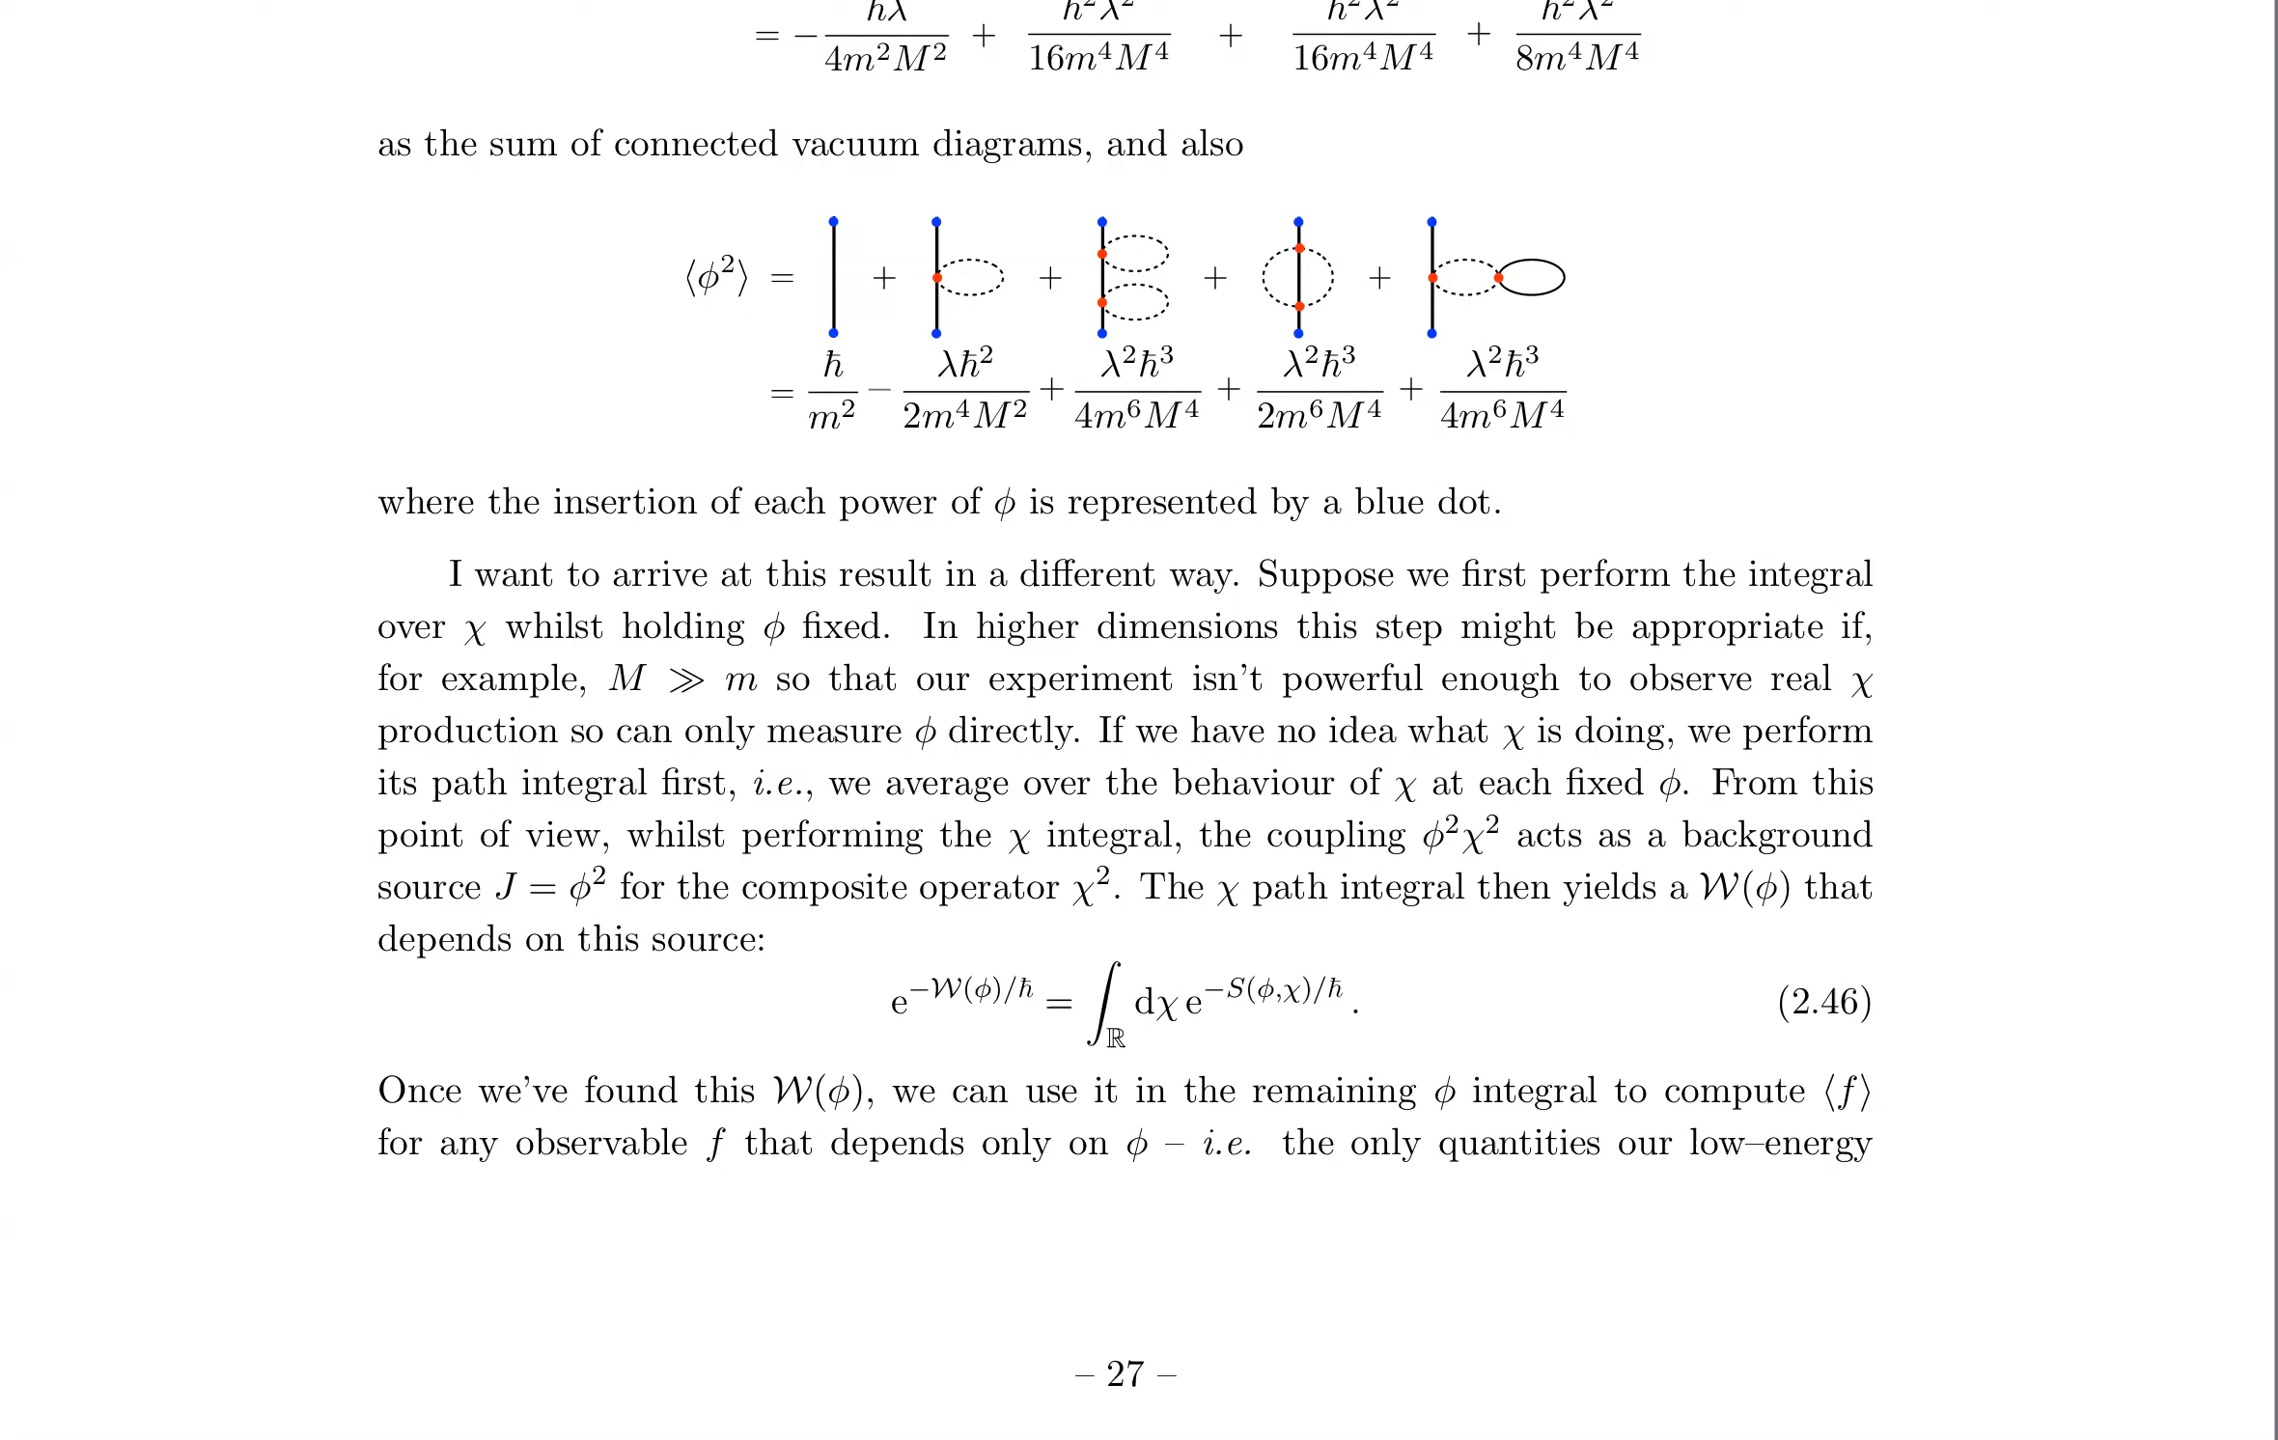 = − ħλ/4m²M² + ħ²λ²/16m⁴M⁴ + ħ²λ²/16m⁴M⁴ + ħ²λ²/8m⁴M⁴
as the sum of connected vacuum diagrams, and also
⟨ϕ²⟩ = + + + +
= ħ/m² − λħ²/2m⁴M² + λ²ħ³/4m⁶M⁴ + λ²ħ³/2m⁶M⁴ + λ²ħ³/4m⁶M⁴
where the insertion of each power of ϕ is represented by a blue dot.
I want to arrive at this result in a different way. Suppose we first perform the integral
over χ whilst holding ϕ fixed. In higher dimensions this step might be appropriate if,
for example, M ≫ m so that our experiment isn't powerful enough to observe real χ
production so can only measure ϕ directly. If we have no idea what χ is doing, we perform
its path integral first, i.e., we average over the behaviour of χ at each fixed ϕ. From this
point of view, whilst performing the χ integral, the coupling ϕ²χ² acts as a background
source J = ϕ² for the composite operator χ². The χ path integral then yields a 𝒲(ϕ) that
depends on this source:
e^{−𝒲(ϕ)/ħ} = ∫_ℝ dχ e^{−S(ϕ,χ)/ħ} . (2.46)
Once we've found this 𝒲(ϕ), we can use it in the remaining ϕ integral to compute ⟨f⟩
for any observable f that depends only on ϕ – i.e. the only quantities our low–energy
– 27 –